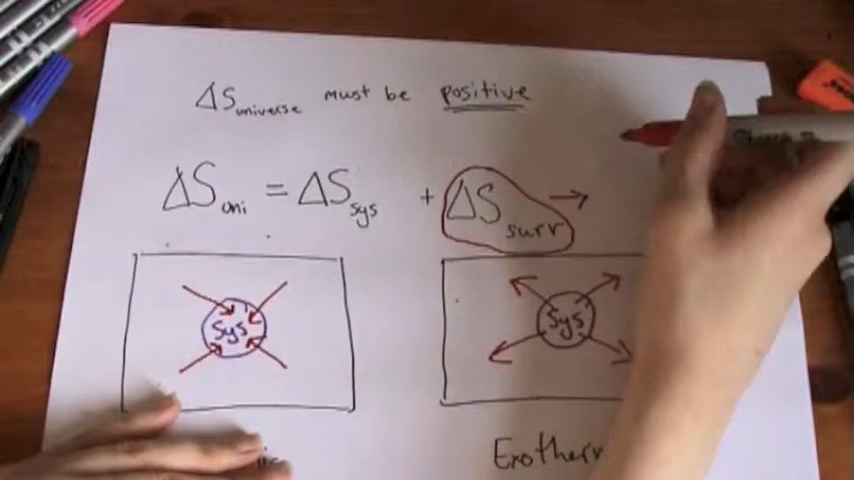 ΔS universe must be positive
ΔS uni = ΔS sys + ΔS surr →
Sys
Sys